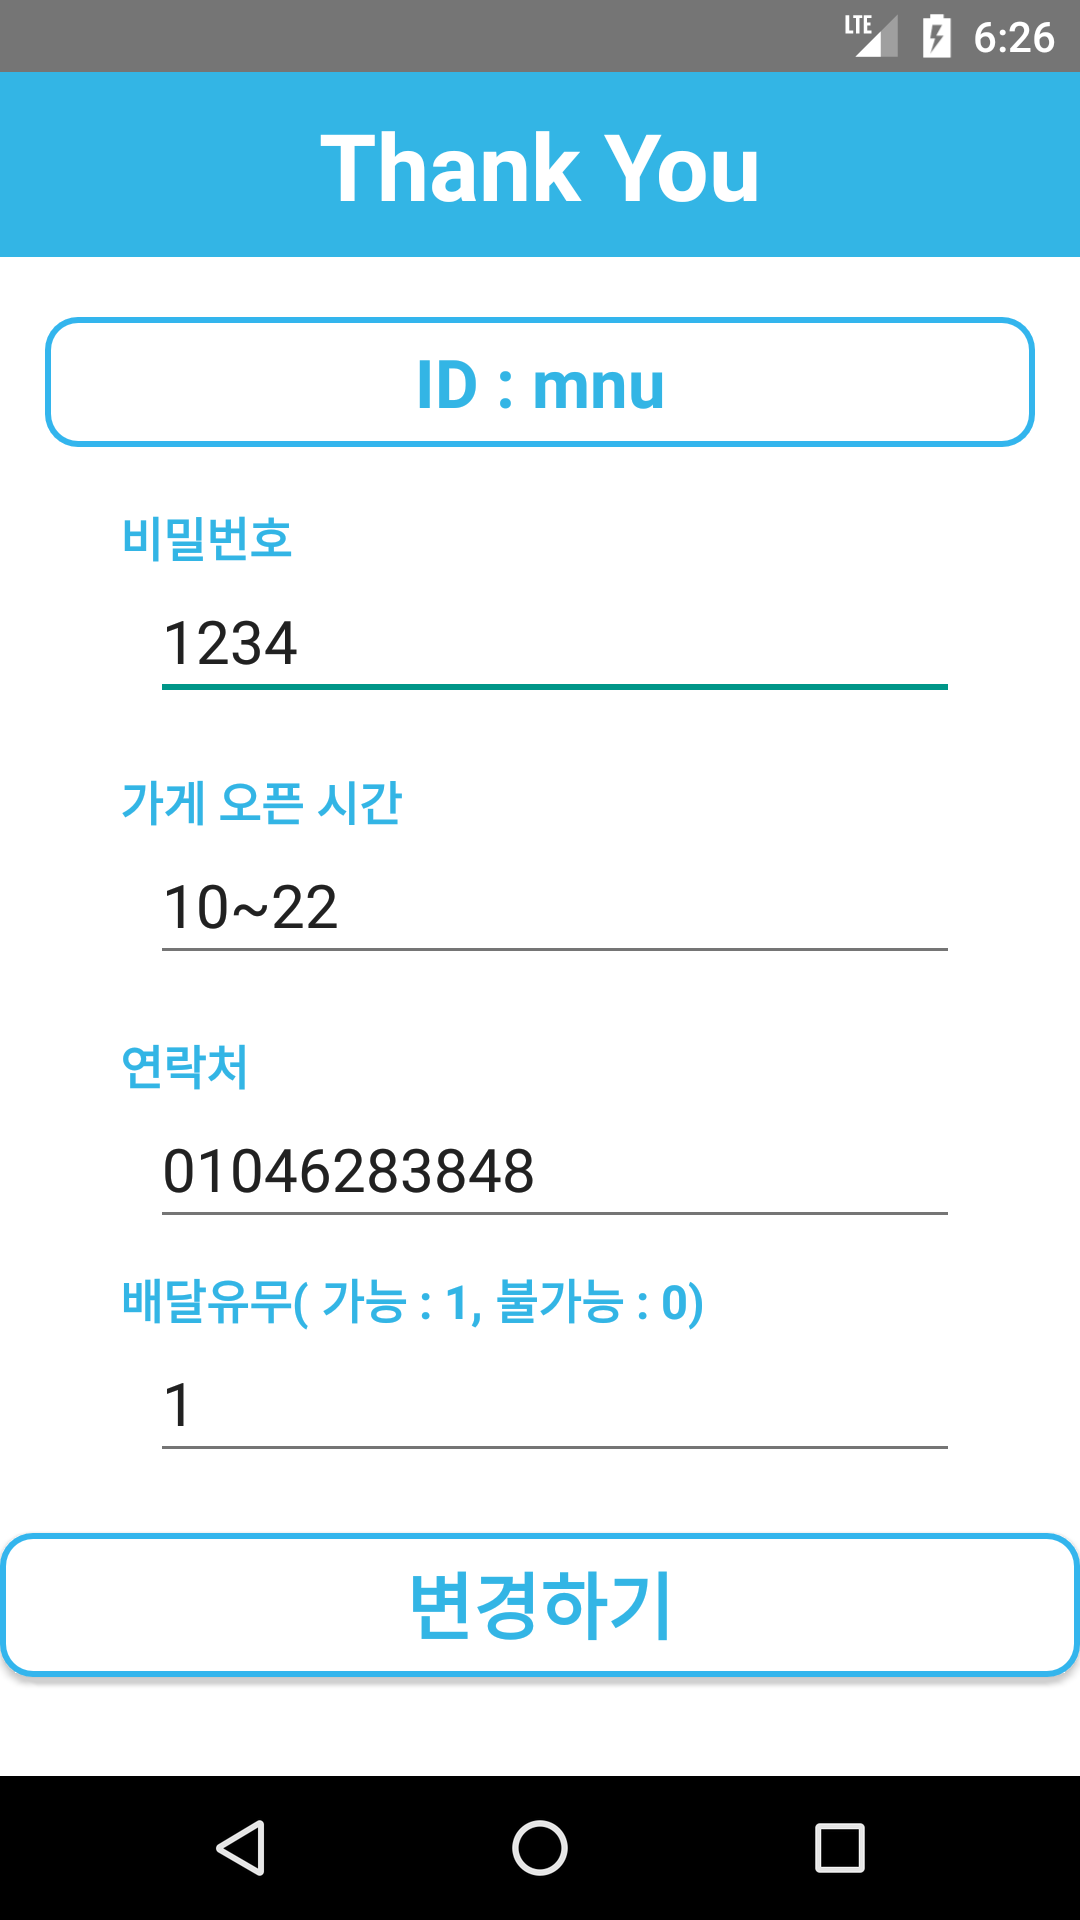 LTE 6:26
Thank You
ID : mnu
비밀번호
1234
가게 오픈 시간
10~22
연락처
01046283848
배달유무( 가능 : 1, 불가능 : 0)
1
변경하기